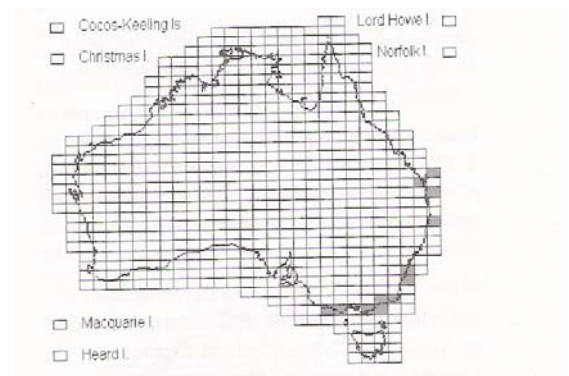 Cocos-Keeling Is
Lord Howe I.
Christmas I.
Norfolk I.
Macquarie I.
Heard I.